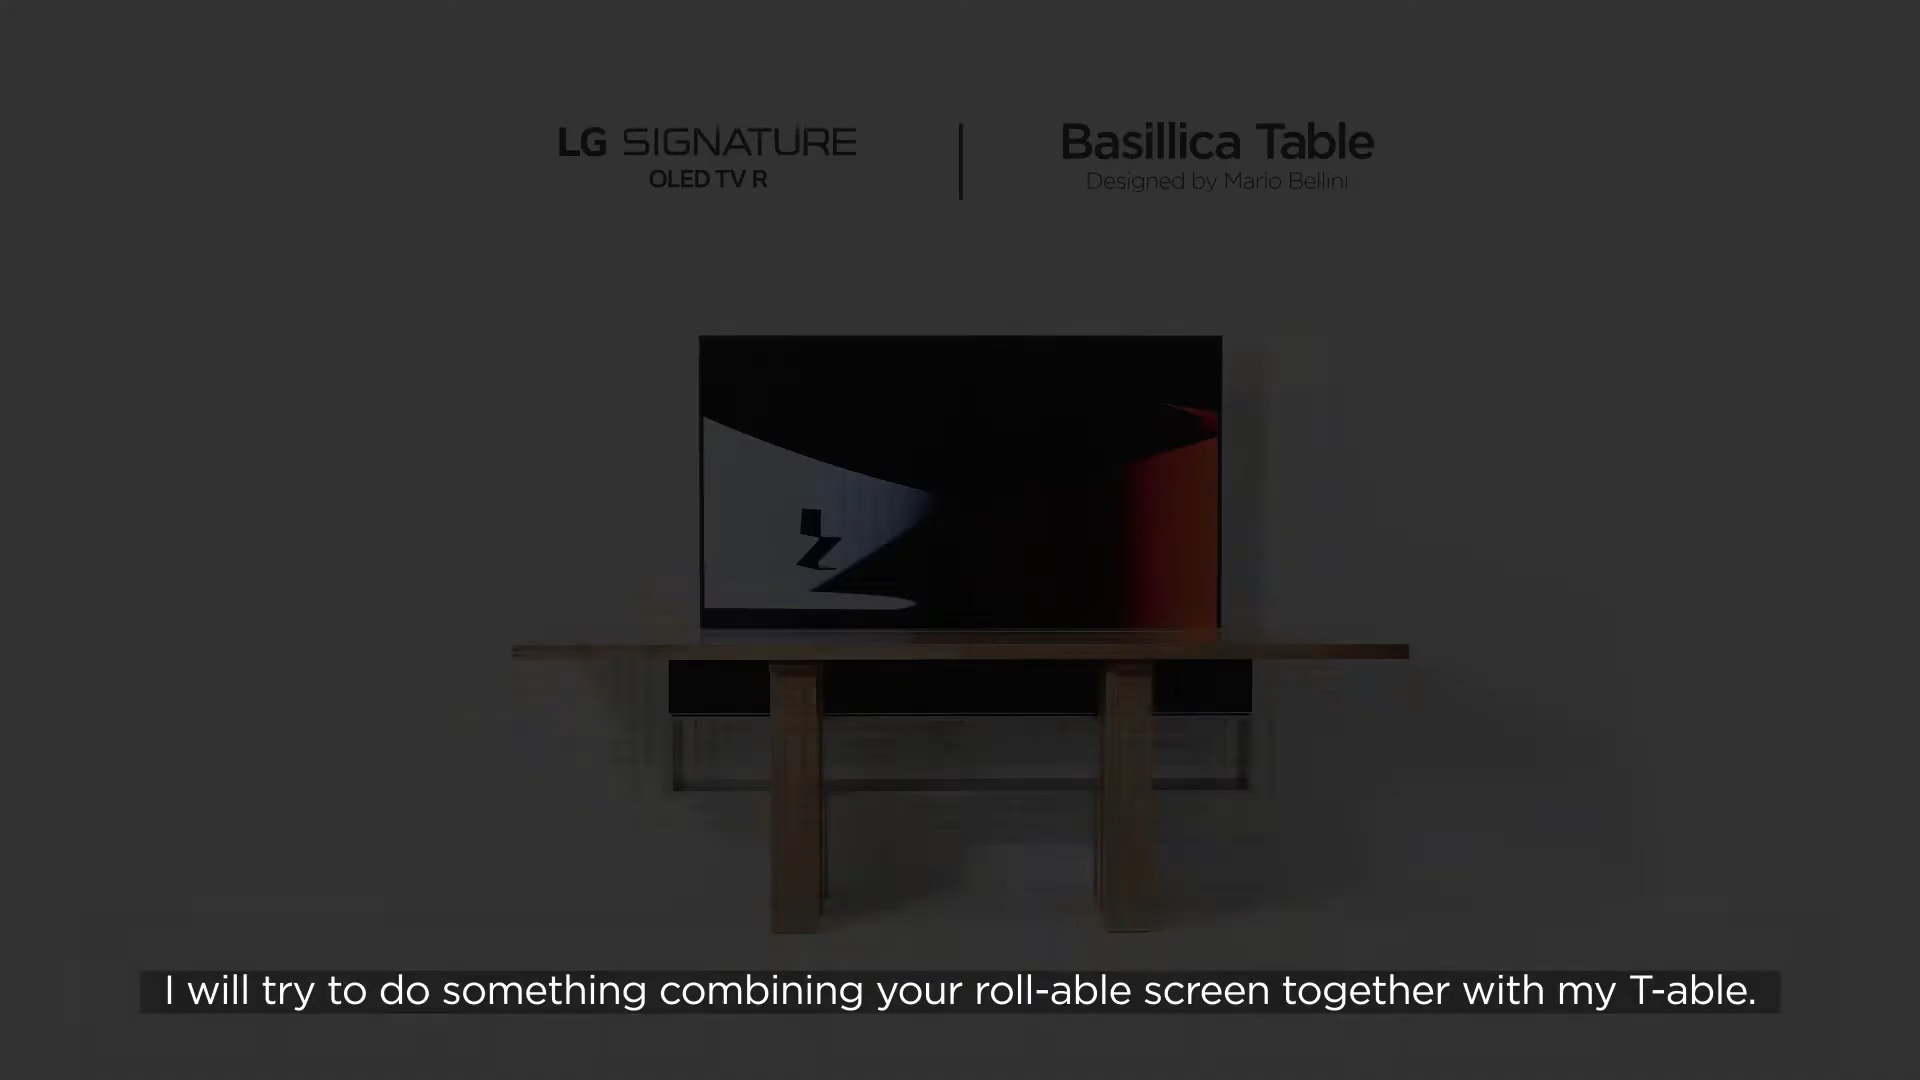 LG SIGNATURE
OLED TV R
Basillica Table
Designed by Mario Bellini
I will try to do something combining your roll-able screen together with my T-able.